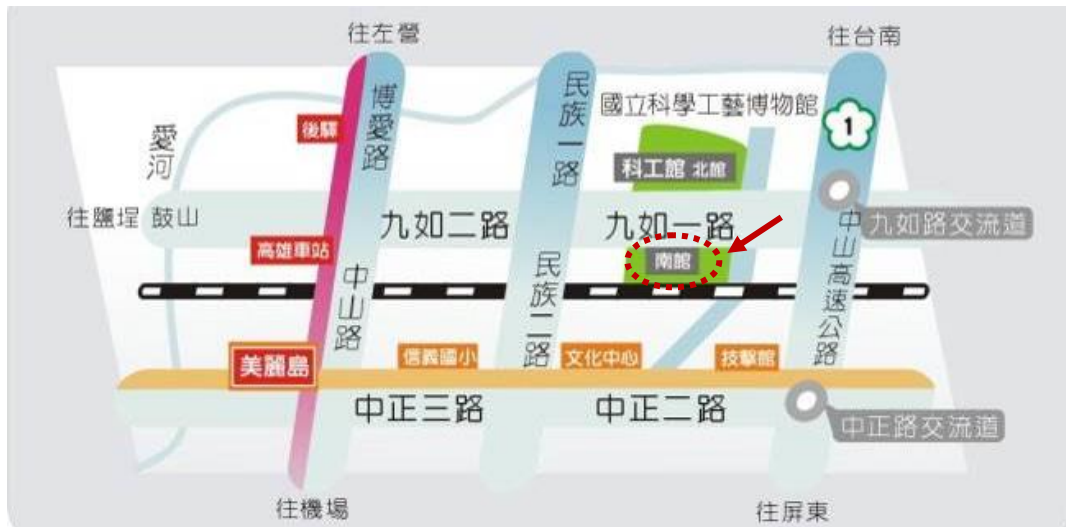 往左營
往台南
博愛路
民族一路
國立科學工藝博物館
1
後驛
愛河
科工館 北館
往鹽埕 鼓山
九如二路
九如一路
九如路交流道
高雄車站
南館
中山路
民族二路
中山高速公路
美麗島
信義國小
文化中心
技擊館
中正三路
中正二路
中正路交流道
往機場
往屏東